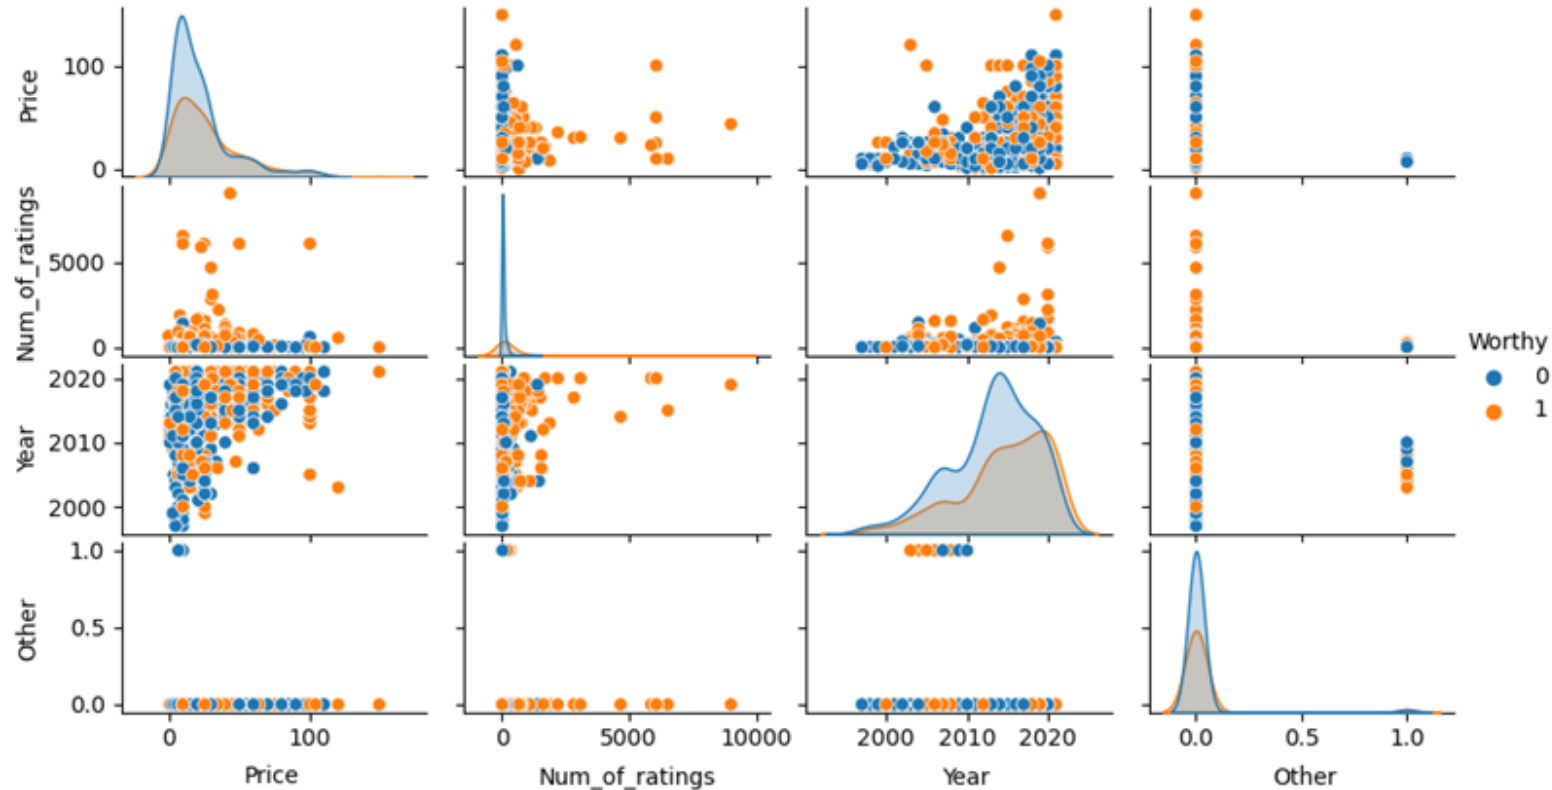 Price
100
0
Num_of_ratings
5000
0
Year
2020
2010
2000
Other
1.0
0.5
0.0
0 100
0 5000 10000
2000 2010 2020
0.0 0.5 1.0
Price
Num_of_ratings
Year
Other
Worthy
0
1